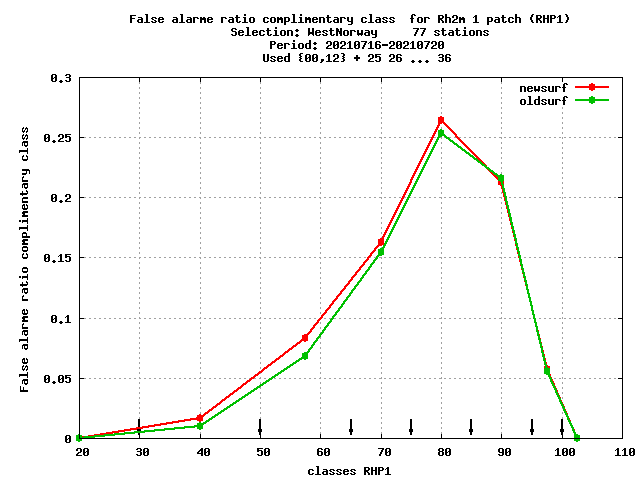 False alarme ratio complimentary class  for Rh2m 1 patch (RHP1)
Selection: WestNorway     77 stations
Period: 20210716-20210720
Used {00,12} + 25 26 ... 36
newsurf
oldsurf
0.3
0.25
0.2
0.15
0.1
0.05
0
False alarme ratio complimentary class
20 30 40 50 60 70 80 90 100 110
classes RHP1